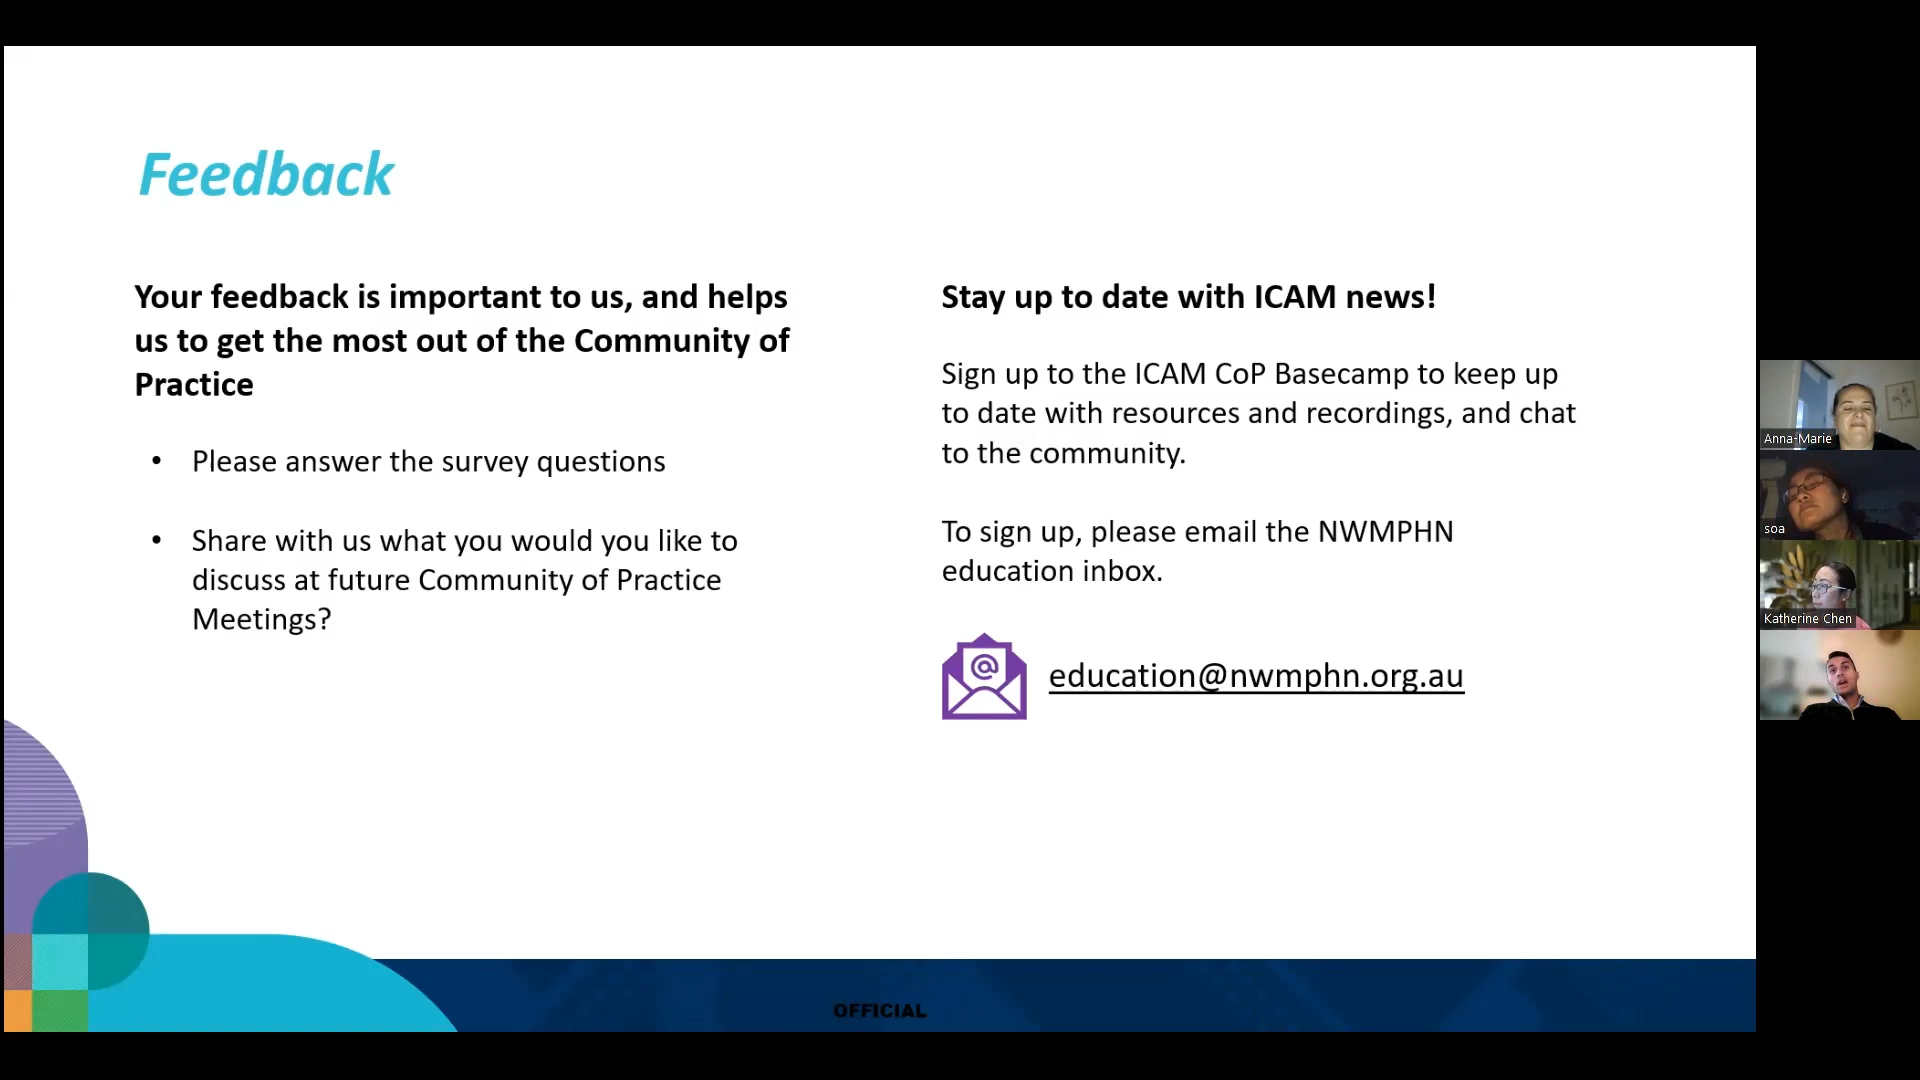 Feedback
Your feedback is important to us, and helps
us to get the most out of the Community of
Practice
• Please answer the survey questions
• Share with us what you would you like to
discuss at future Community of Practice
Meetings?
Stay up to date with ICAM news!
Sign up to the ICAM CoP Basecamp to keep up
to date with resources and recordings, and chat
to the community.
To sign up, please email the NWMPHN
education inbox.
@
education@nwmphn.org.au
OFFICIAL
Anna-Marie
soa
Katherine Chen